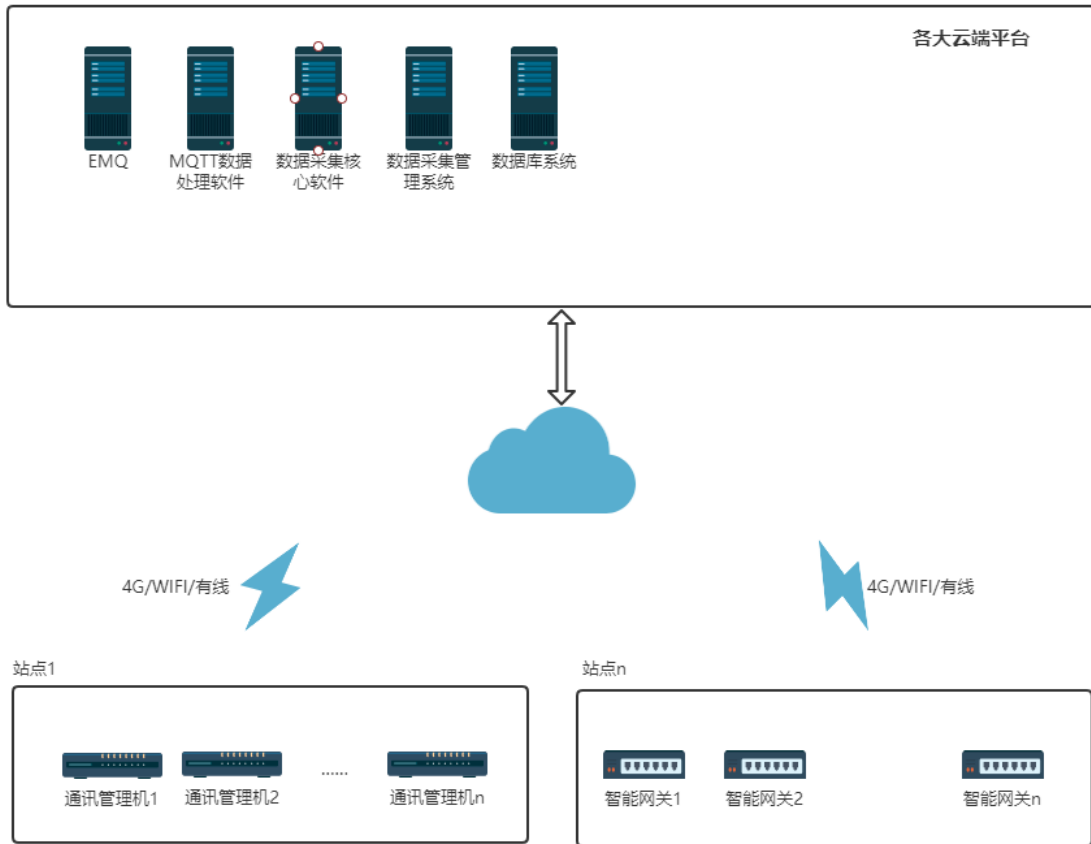 各大云端平台
EMQ
MQTT数据
处理软件
数据采集核
心软件
数据采集管
理系统
数据库系统
4G/WIFI/有线
4G/WIFI/有线
站点1
站点n
通讯管理机1
通讯管理机2
......
通讯管理机n
智能网关1
智能网关2
智能网关n